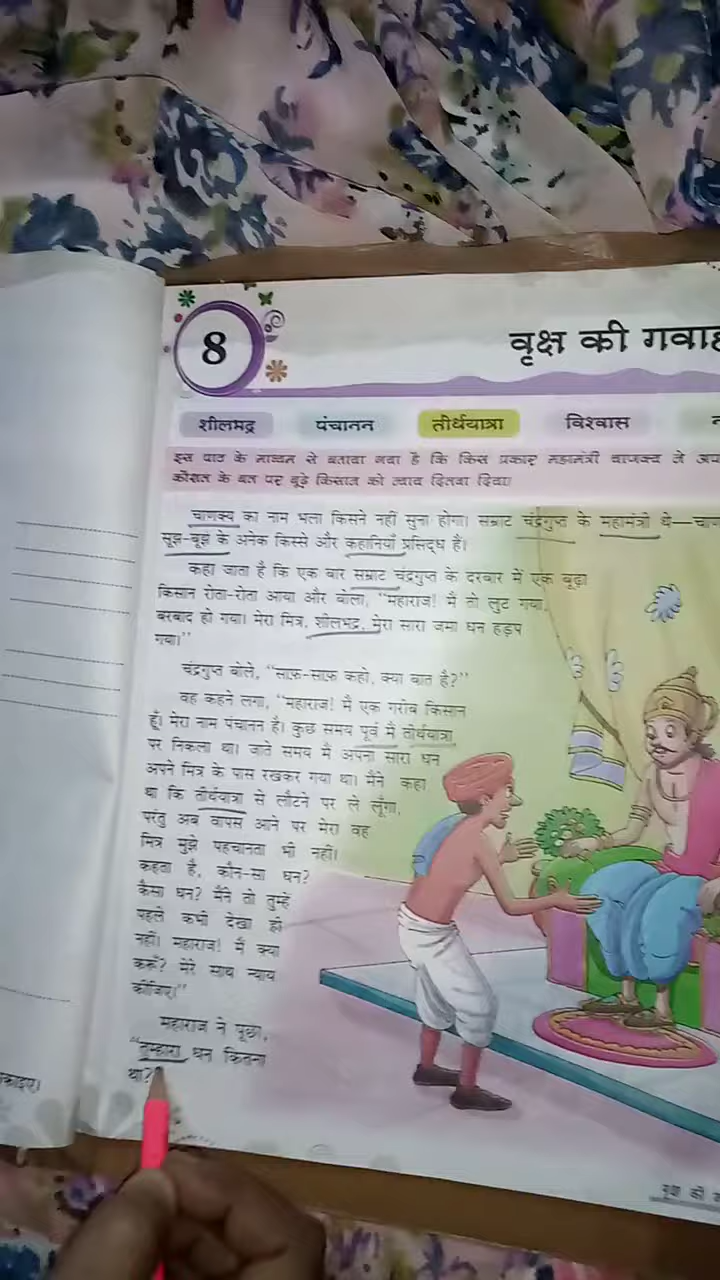 8
वृक्ष की गवाह
शीलभद्र पंचानन तीर्थयात्रा विश्वास
इस पाठ के माध्यम से बताया गया है कि किस प्रकार महामंत्री चाणक्य ने अप
कौशल के बल पर बूढ़े किसान को न्याय दिलवा दिया।
चाणक्य का नाम भला किसने नहीं सुना होगा। सम्राट चंद्रगुप्त के महामंत्री थे—चाण
सूझ-बूझ के अनेक किस्से और कहानियाँ प्रसिद्ध हैं।
कहा जाता है कि एक बार सम्राट चंद्रगुप्त के दरबार में एक बूढ़ा
किसान रोता-रोता आया और बोला, "महाराज! मैं तो लुट गया,
बरबाद हो गया। मेरा मित्र, शीलभद्र, मेरा सारा जमा धन हड़प
गया।"
चंद्रगुप्त बोले, "साफ़-साफ़ कहो, क्या बात है?"
वह कहने लगा, "महाराज! मैं एक गरीब किसान
हूँ। मेरा नाम पंचानन है। कुछ समय पूर्व मैं तीर्थयात्रा
पर निकला था। जाते समय मैं अपना सारा धन
अपने मित्र के पास रखकर गया था। मैंने कहा
था कि तीर्थयात्रा से लौटने पर ले लूँगा,
परंतु अब वापस आने पर मेरा वह
मित्र मुझे पहचानता भी नहीं।
कहता है, कौन-सा धन?
कैसा धन? मैंने तो तुम्हें
पहले कभी देखा ही
नहीं। महाराज! मैं क्या
करूँ? मेरे साथ न्याय
कीजिए।"
महाराज ने पूछा,
"तुम्हारा धन कितना
था?"
काइए।
वृक्ष की